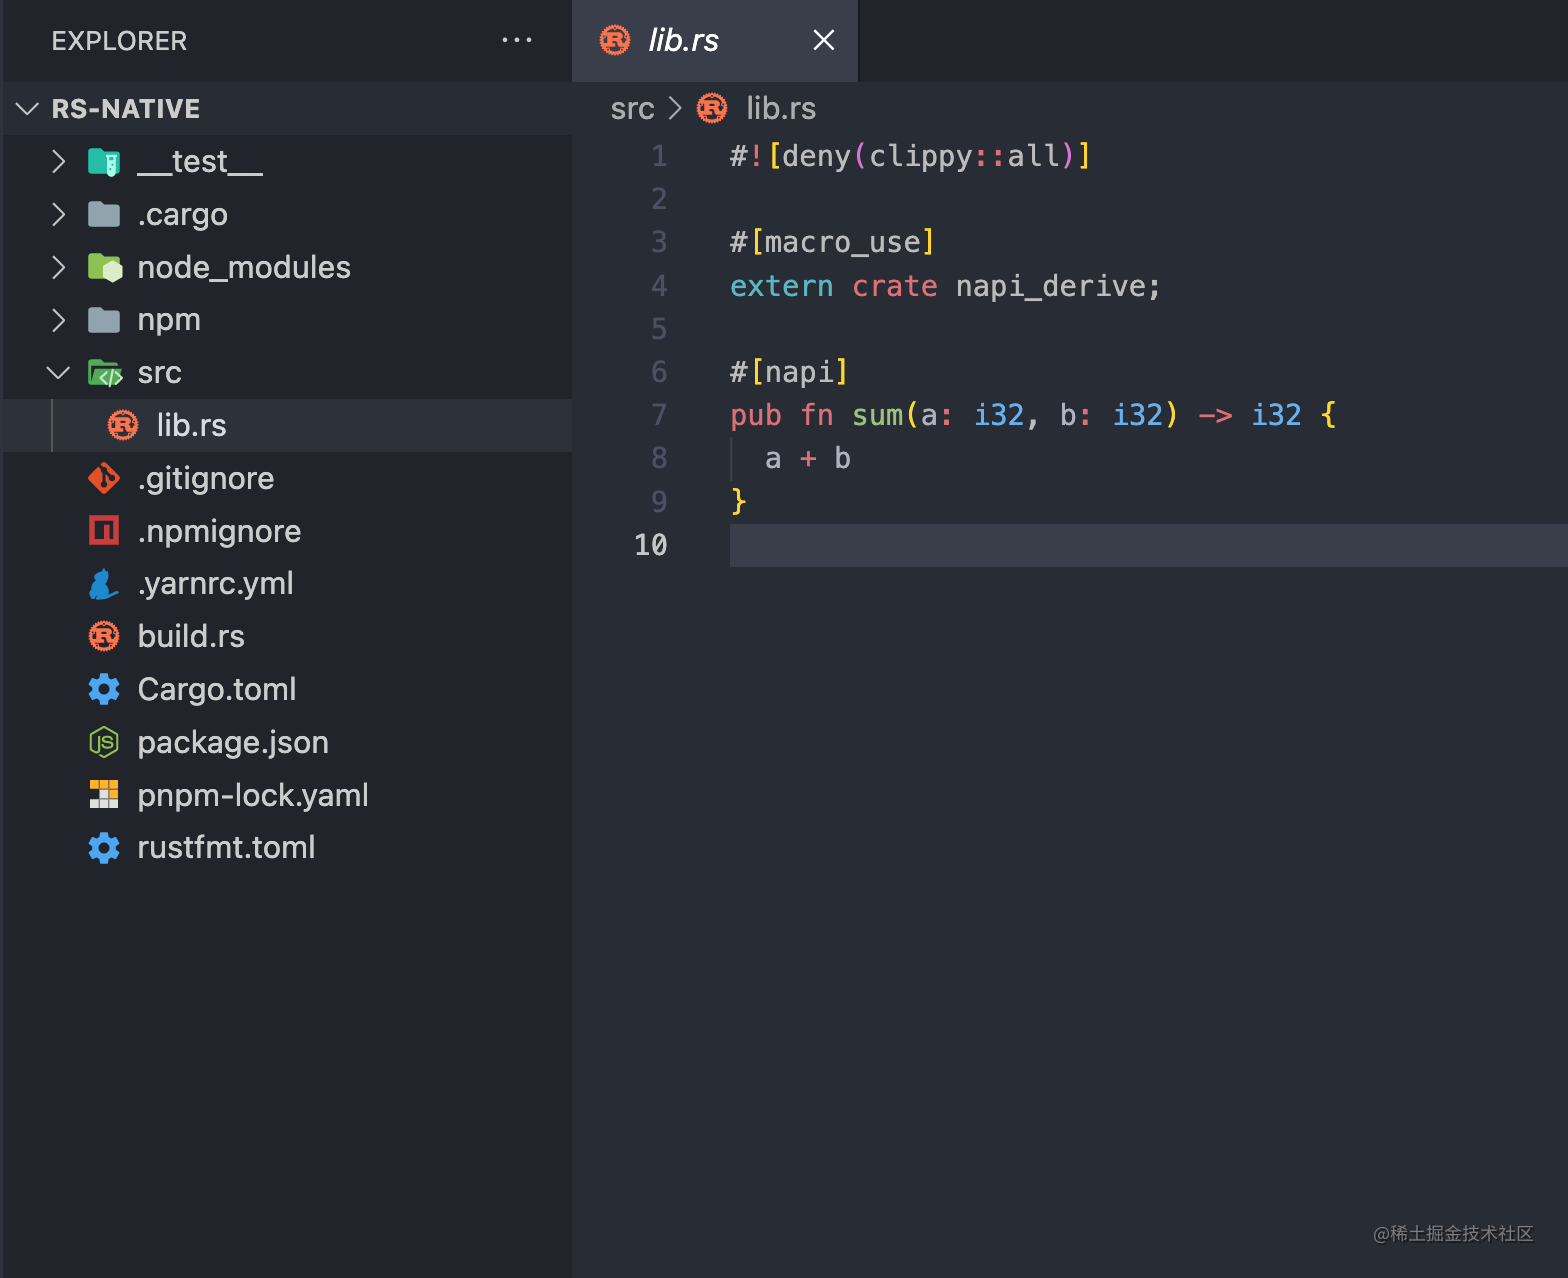 EXPLORER
RS-NATIVE
__test__
.cargo
node_modules
npm
src
lib.rs
.gitignore
.npmignore
.yarnrc.yml
build.rs
Cargo.toml
package.json
pnpm-lock.yaml
rustfmt.toml
lib.rs
src > lib.rs
1 #![deny(clippy::all)]
2
3 #[macro_use]
4 extern crate napi_derive;
5
6 #[napi]
7 pub fn sum(a: i32, b: i32) -> i32 {
8   a + b
9 }
10
@稀土掘金技术社区